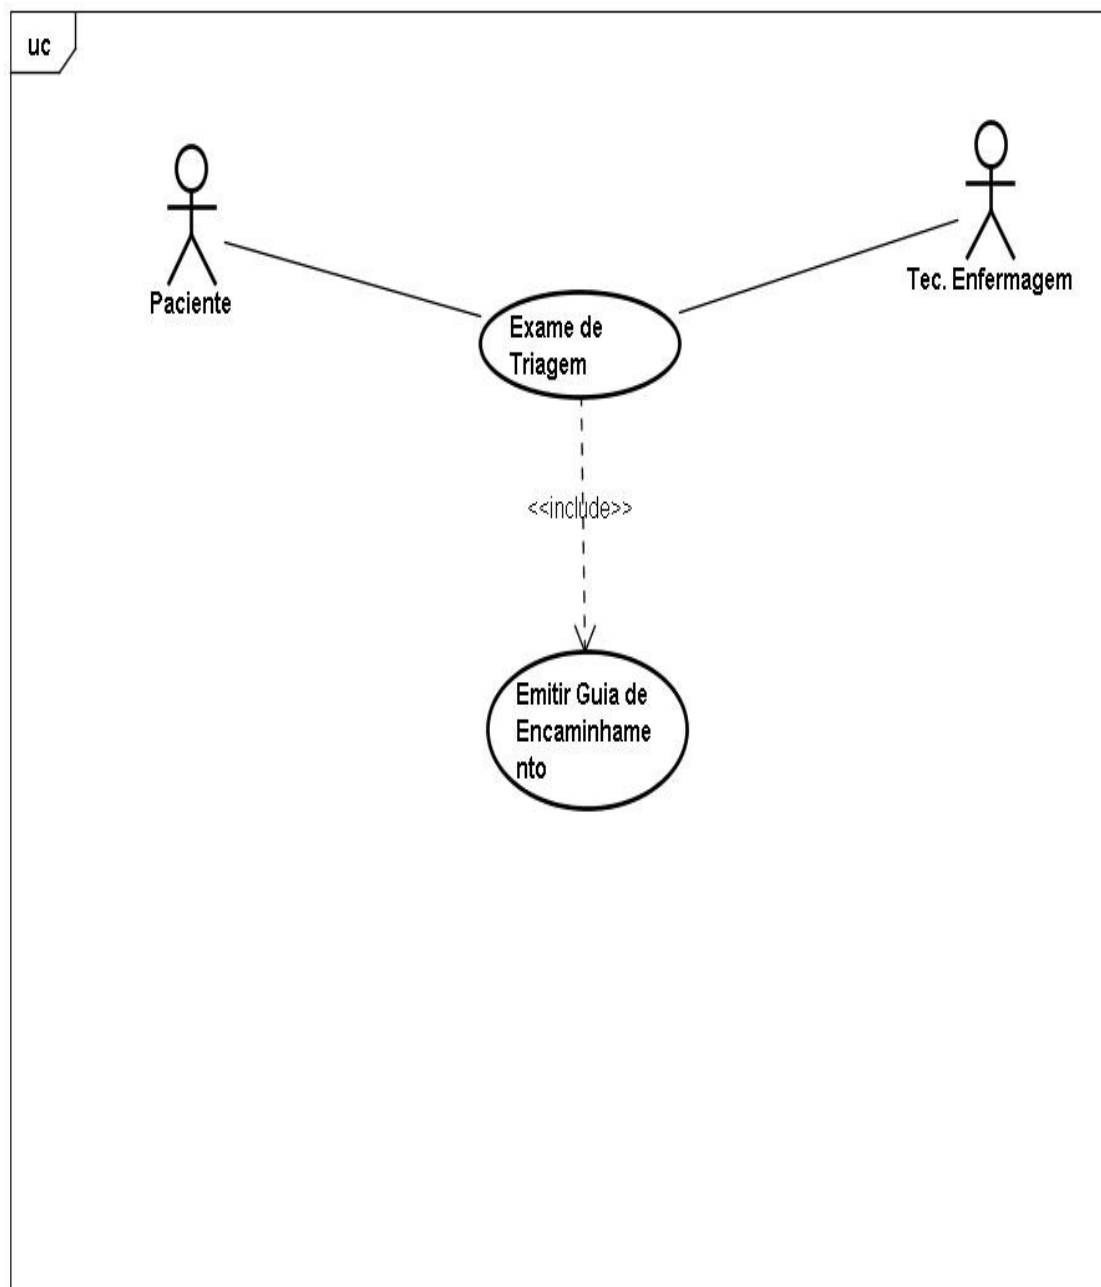 uc
Paciente
Tec. Enfermagem
Exame de
Triagem
<<include>>
Emitir Guia de
Encaminhame
nto